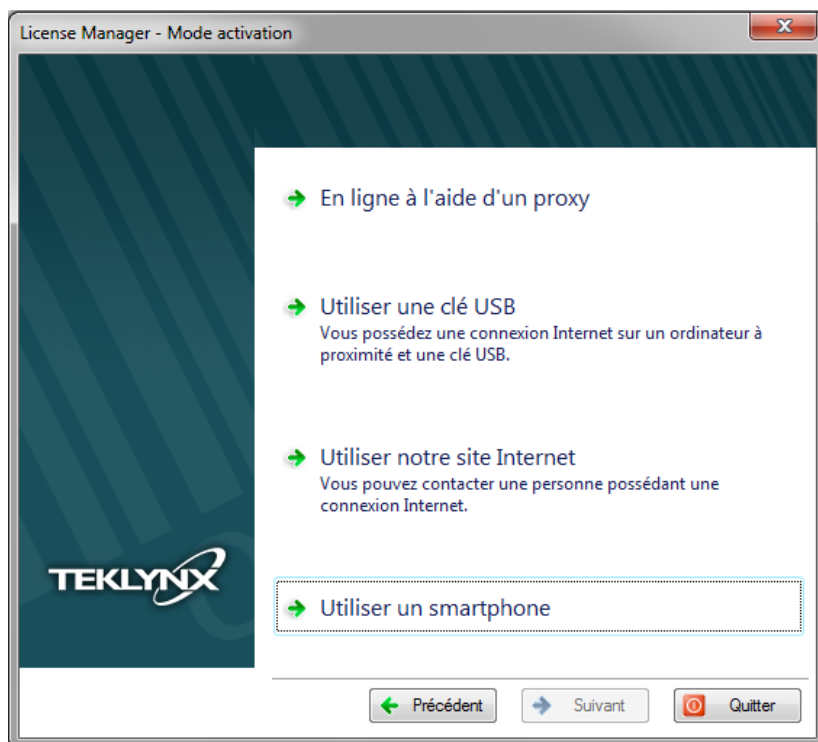 License Manager - Mode activation
En ligne à l'aide d'un proxy
Utiliser une clé USB
Vous possédez une connexion Internet sur un ordinateur à
proximité et une clé USB.
Utiliser notre site Internet
Vous pouvez contacter une personne possédant une
connexion Internet.
TEKLYNX
Utiliser un smartphone
Précédent
Suivant
Quitter